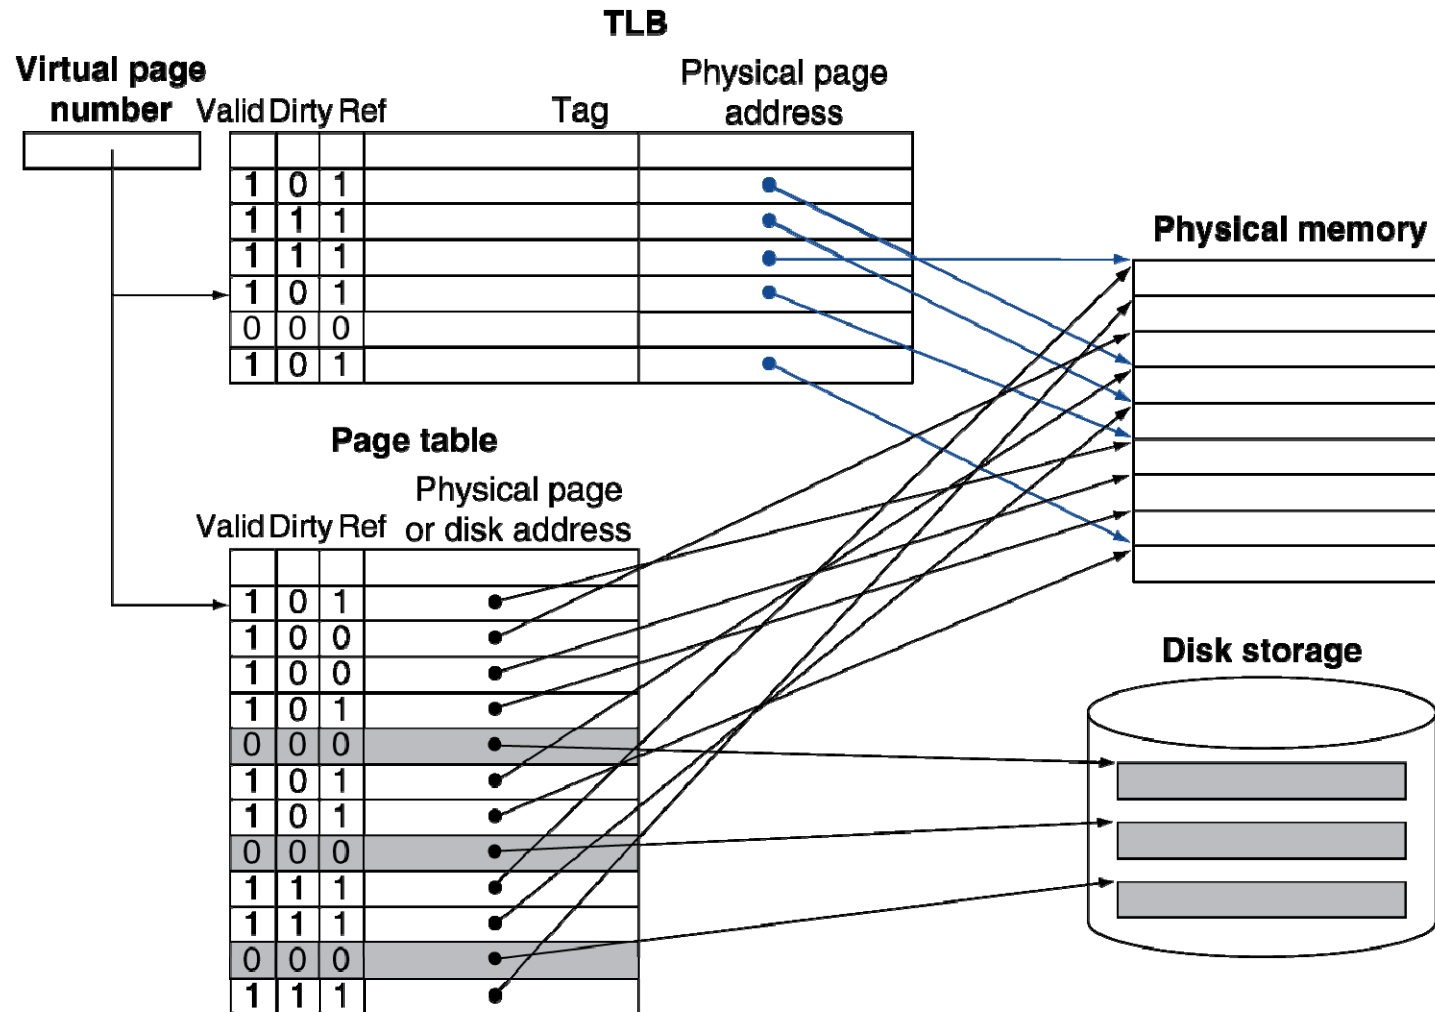 TLB
Virtual page
number
Valid Dirty Ref
Tag
Physical page
address
1 0 1
1 1 1
1 1 1
1 0 1
0 0 0
1 0 1
Physical memory
Page table
Physical page
or disk address
Valid Dirty Ref
1 0 1
1 0 0
1 0 0
1 0 1
0 0 0
1 0 1
1 0 1
0 0 0
1 1 1
1 1 1
0 0 0
1 1 1
Disk storage